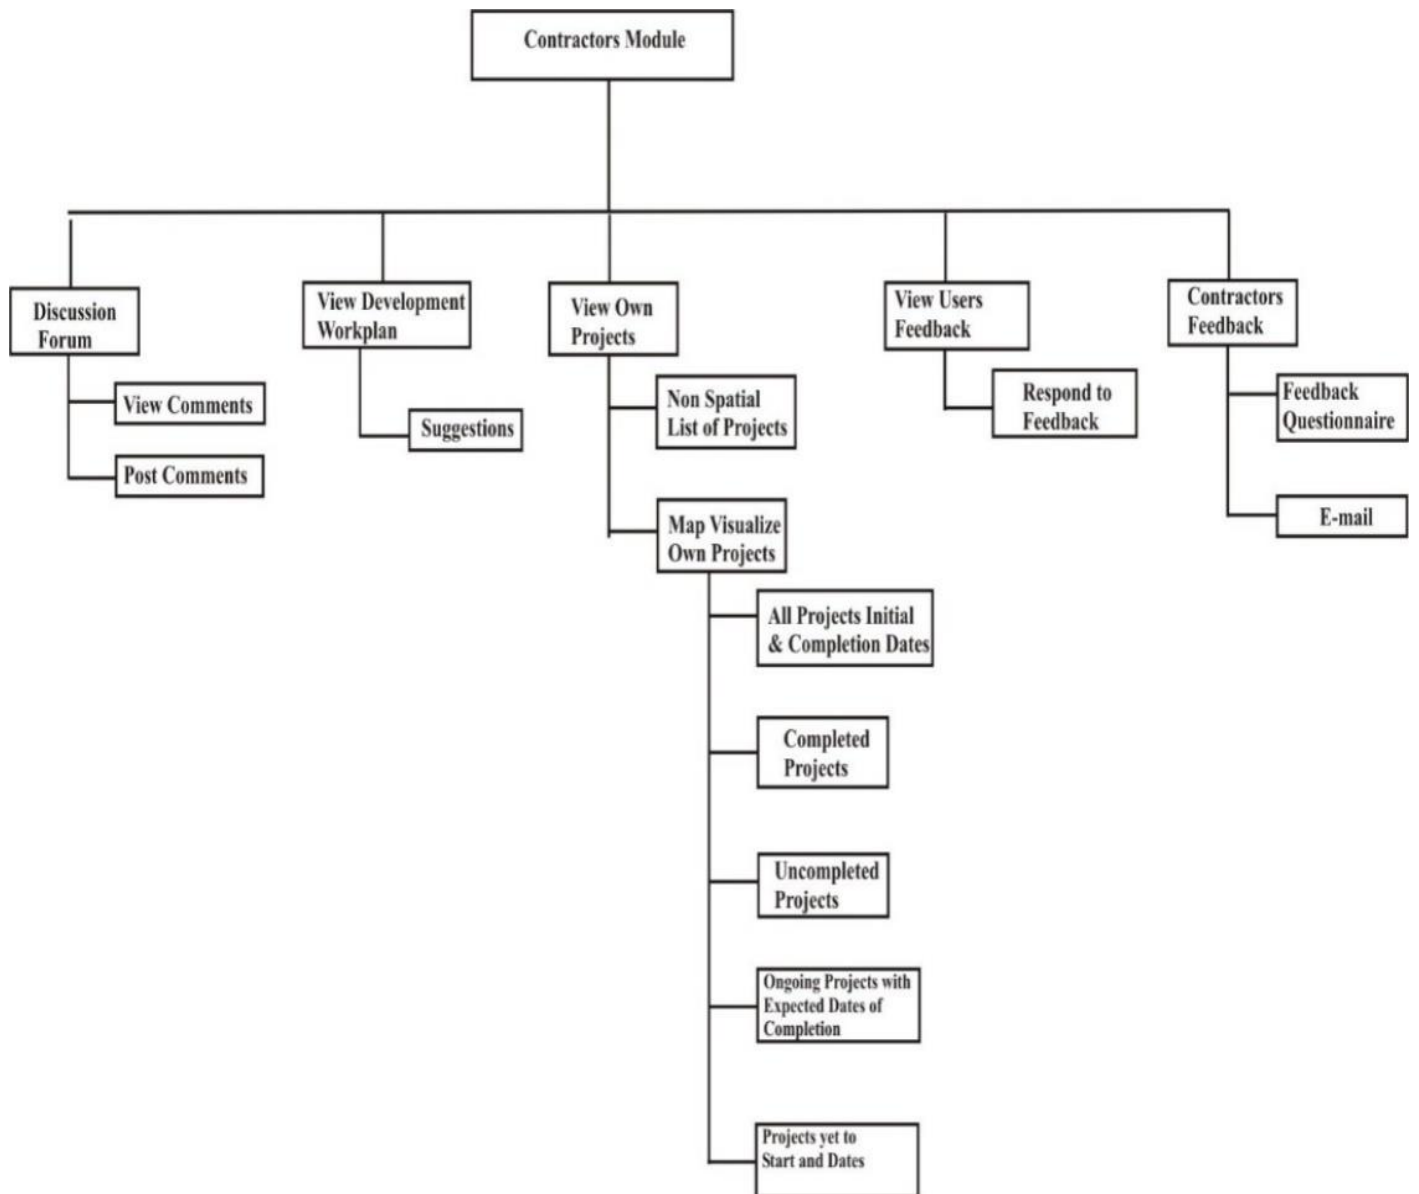 Contractors Module
Discussion
Forum
View Comments
Post Comments
View Development
Workplan
Suggestions
View Own
Projects
Non Spatial
List of Projects
Map Visualize
Own Projects
All Projects Initial
& Completion Dates
Completed
Projects
Uncompleted
Projects
Ongoing Projects with
Expected Dates of
Completion
Projects yet to
Start and Dates
View Users
Feedback
Respond to
Feedback
Contractors
Feedback
Feedback
Questionnaire
E-mail